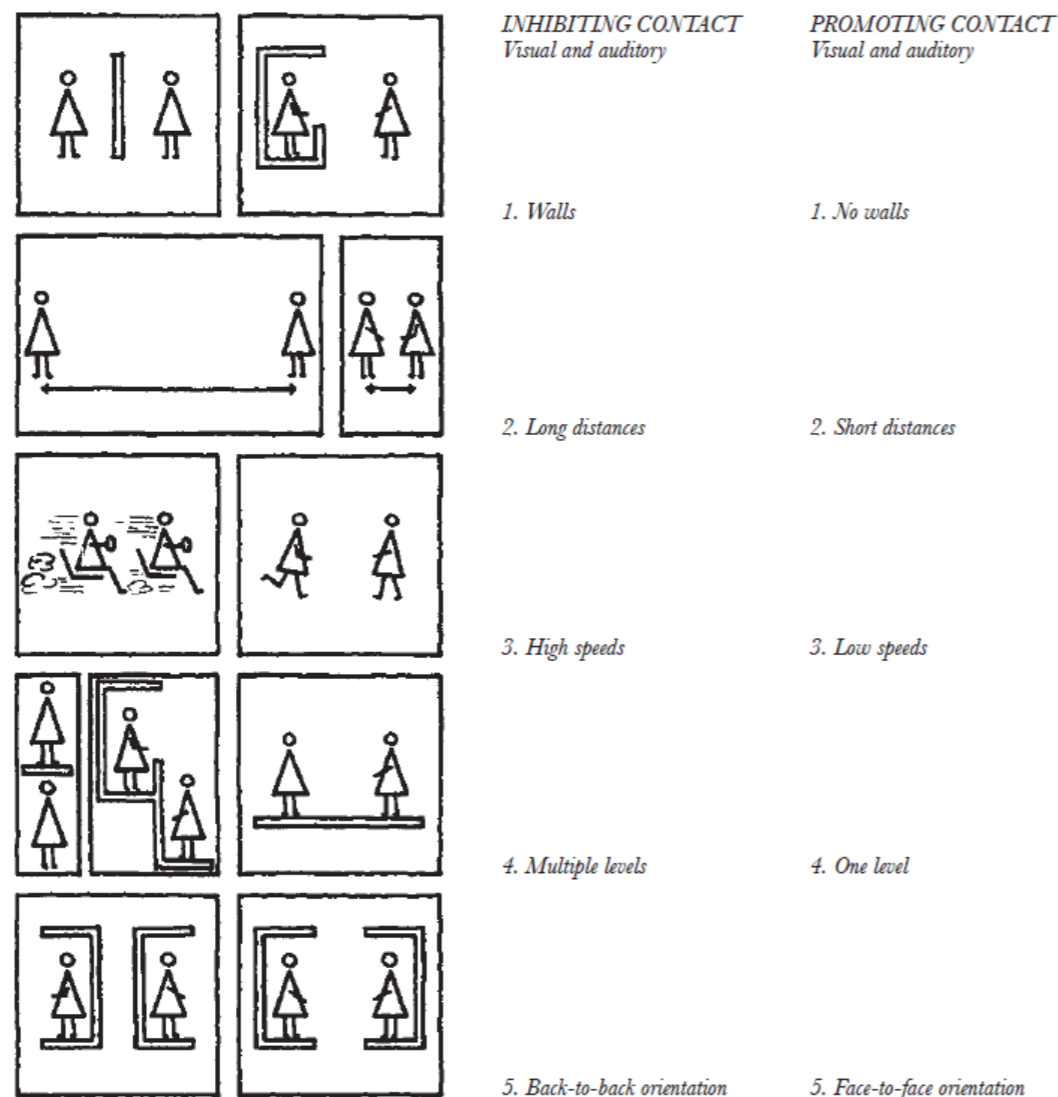 INHIBITING CONTACT
Visual and auditory
PROMOTING CONTACT
Visual and auditory
1. Walls
1. No walls
2. Long distances
2. Short distances
3. High speeds
3. Low speeds
4. Multiple levels
4. One level
5. Back-to-back orientation
5. Face-to-face orientation